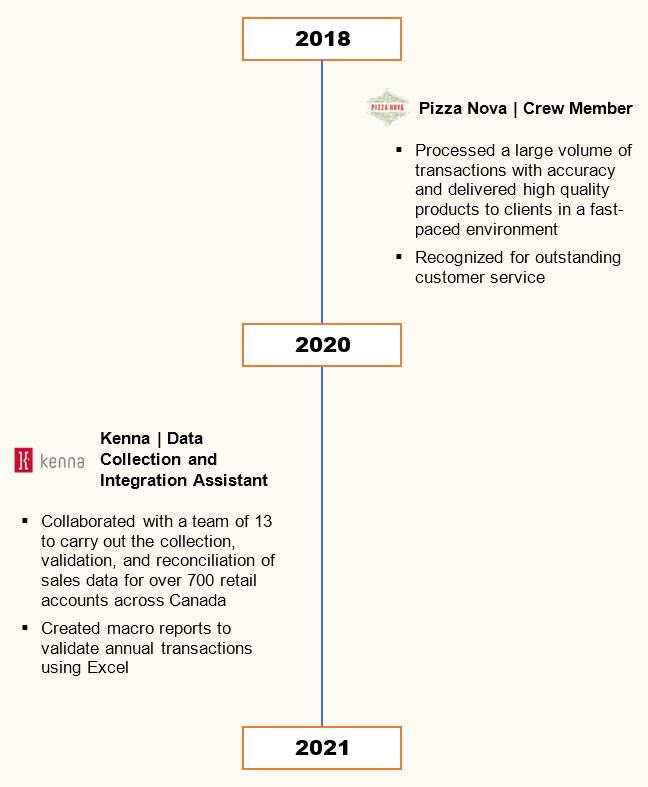 2018
PIZZA NOVA
Pizza Nova | Crew Member
▪ Processed a large volume of
transactions with accuracy
and delivered high quality
products to clients in a fast-
paced environment
▪ Recognized for outstanding
customer service
2020
Kenna | Data
Collection and
Integration Assistant
kenna
▪ Collaborated with a team of 13
to carry out the collection,
validation, and reconciliation of
sales data for over 700 retail
accounts across Canada
▪ Created macro reports to
validate annual transactions
using Excel
2021